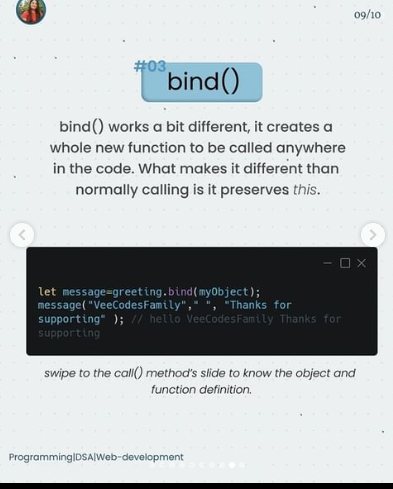 09/10
#03
bind()
bind() works a bit different, it creates a
whole new function to be called anywhere
in the code. What makes it different than
normally calling is it preserves this.
let message=greeting.bind(myObject);
message("VeeCodesFamily"," ", "Thanks for
supporting" ); // hello VeeCodesFamily Thanks for
supporting
swipe to the call() method's slide to know the object and
function definition.
Programming|DSA|Web-development